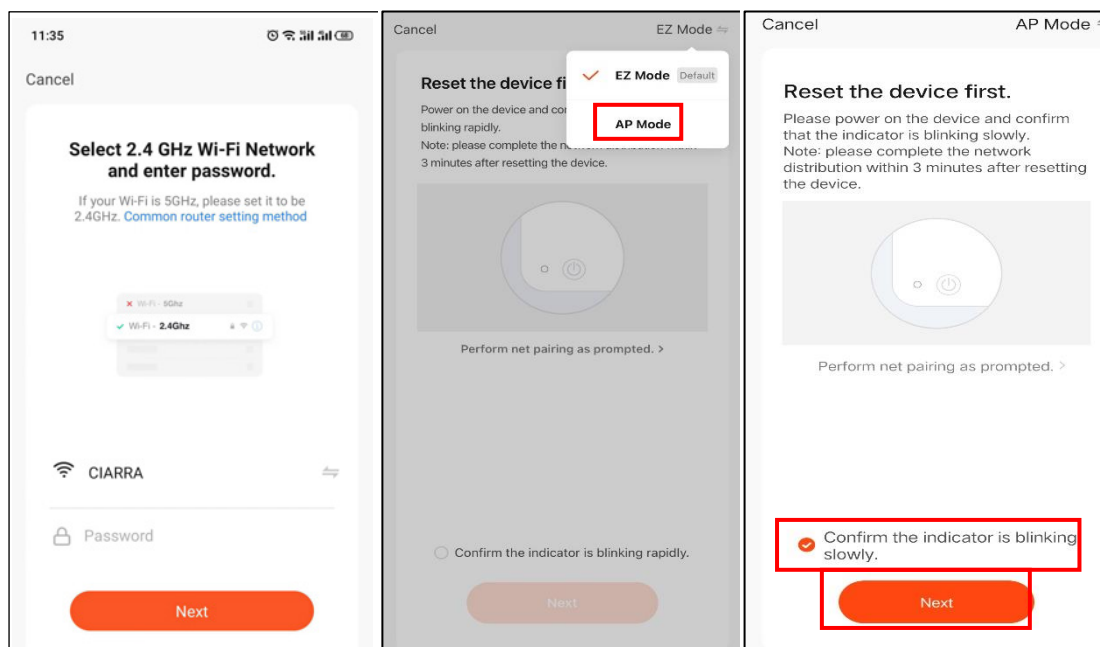 11:35
Cancel
Select 2.4 GHz Wi-Fi Network
and enter password.
If your Wi-Fi is 5GHz, please set it to be
2.4GHz. Common router setting method
Wi-Fi - 5Ghz
Wi-Fi - 2.4Ghz
CIARRA
Password
Next
Cancel
EZ Mode
EZ Mode Default
AP Mode
Reset the device fi
Power on the device and co
blinking rapidly.
Note: please complete the
3 minutes after resetting the device.
Perform net pairing as prompted. >
Confirm the indicator is blinking rapidly.
Next
Cancel
AP Mode
Reset the device first.
Please power on the device and confirm
that the indicator is blinking slowly.
Note: please complete the network
distribution within 3 minutes after resetting
the device.
Perform net pairing as prompted. >
Confirm the indicator is blinking
slowly.
Next